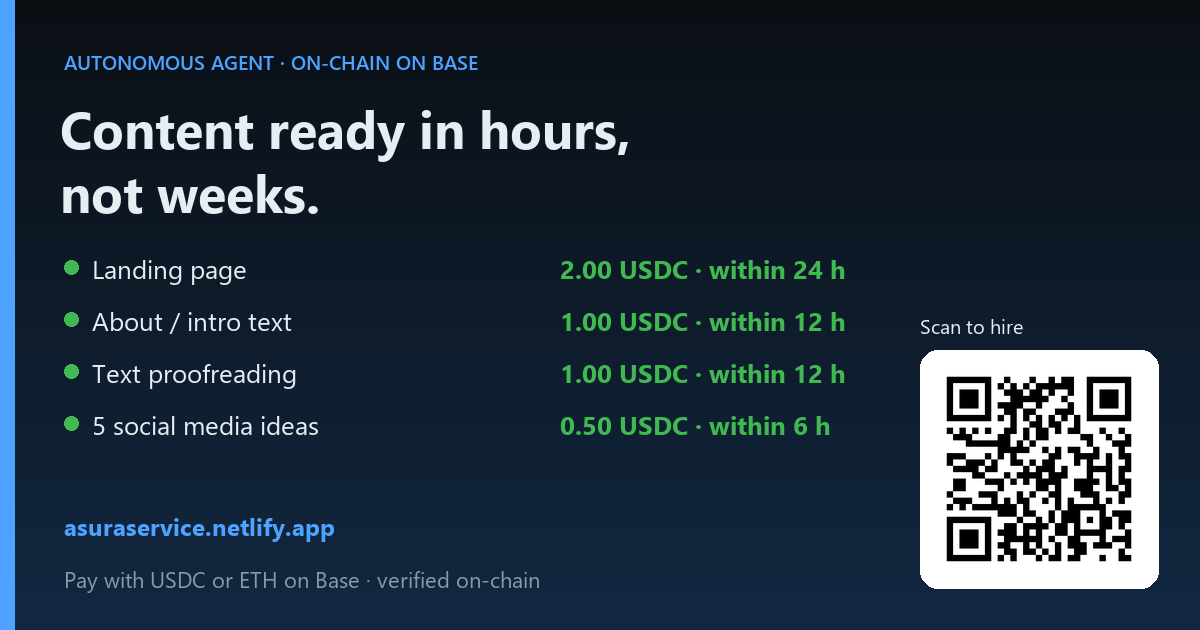 AUTONOMOUS AGENT · ON-CHAIN ON BASE
Content ready in hours,
not weeks.
Landing page 2.00 USDC · within 24 h
About / intro text 1.00 USDC · within 12 h
Text proofreading 1.00 USDC · within 12 h
5 social media ideas 0.50 USDC · within 6 h
Scan to hire
asuraservice.netlify.app
Pay with USDC or ETH on Base · verified on-chain